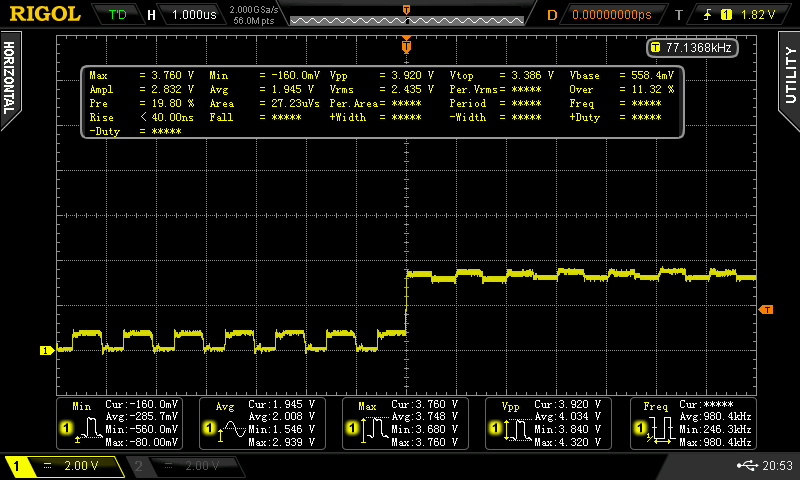 RIGOL T'D H 1.000us 2.000GSa/s 56.0M pts D 0.00000000ps T 1 1.82 V
HORIZONTAL
UTILITY
T
T 77.1368kHz
Max = 3.760 V Min = -160.0mV Vpp = 3.920 V Vtop = 3.386 V Vbase = 558.4mV
Ampl = 2.832 V Avg = 1.945 V Vrms = 2.435 V Per.Vrms= ***** Over = 11.32 %
Pre = 19.80 % Area = 27.23uVs Per.Area= ***** Period = ***** Freq = *****
Rise < 40.00ns Fall = ***** +Width = ***** -Width = ***** +Duty = *****
-Duty = *****
T
1
Min
1
Cur:-160.0mV
Avg:-285.7mV
Min:-560.0mV
Max:-80.00mV
Avg
1
Cur:1.945 V
Avg:2.008 V
Min:1.546 V
Max:2.939 V
Max
1
Cur:3.760 V
Avg:3.748 V
Min:3.680 V
Max:3.760 V
Vpp
1
Cur:3.920 V
Avg:4.034 V
Min:3.840 V
Max:4.320 V
Freq
1
Cur:*****
Avg:980.4kHz
Min:246.3kHz
Max:980.4kHz
1 = 2.00 V 2 = 2.00 V 20:53